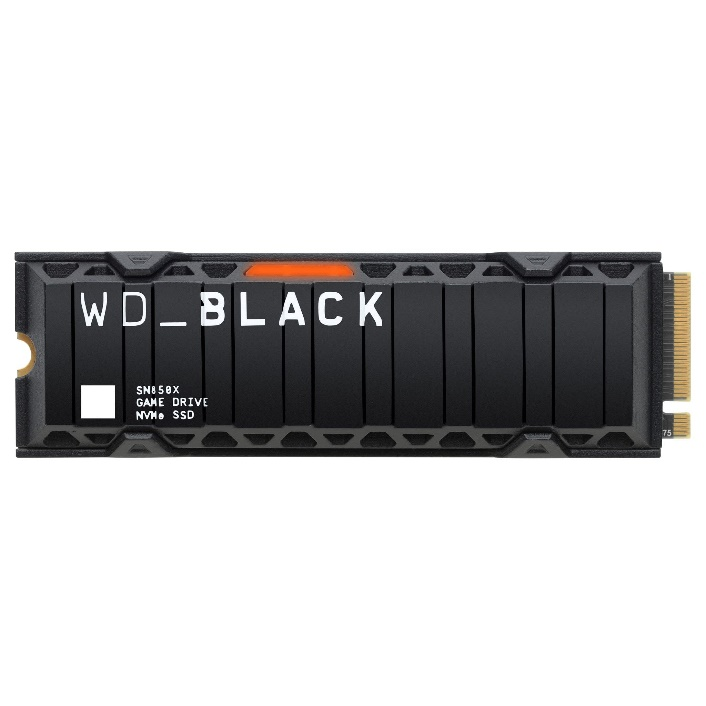 WD_BLACK
SN850X
GAME DRIVE
NVMe SSD
75